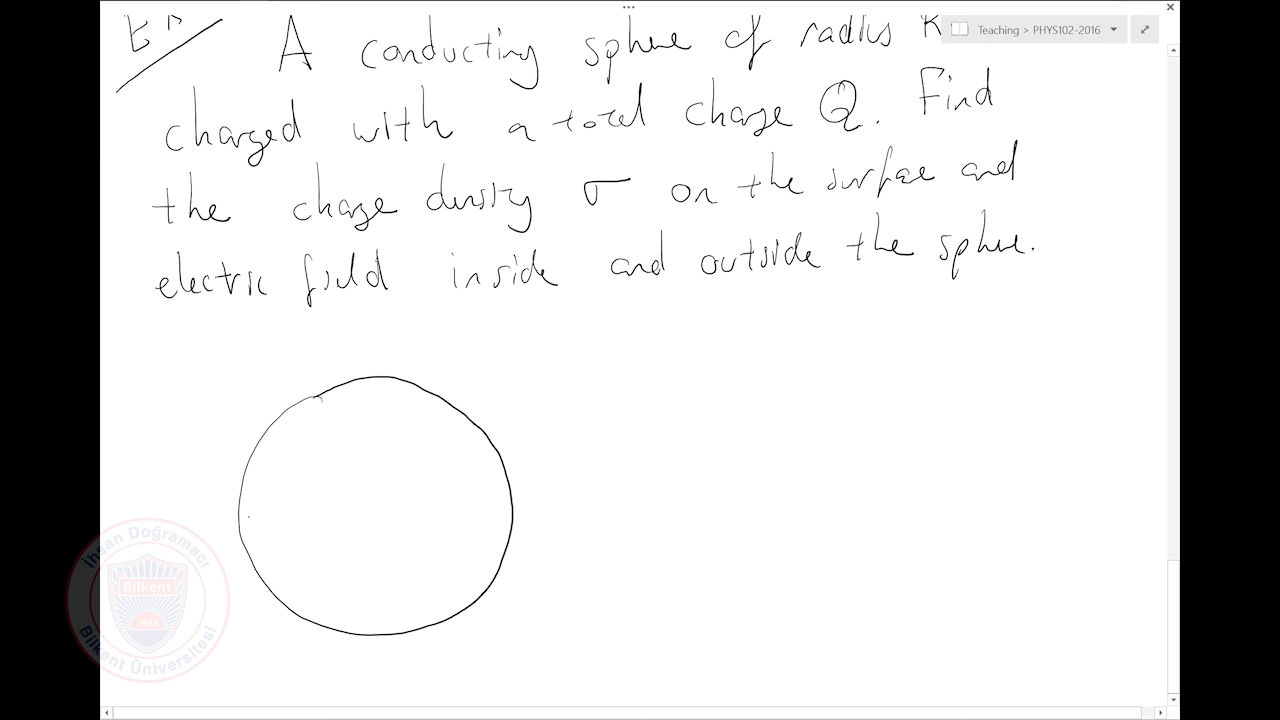 Ex
A conducting sphere of radius R
Teaching > PHYS102-2016
charged with a total charge Q. Find
the charge density σ on the surface and
electric field inside and outside the sphere.
İhsan Doğramacı
Bilkent
1984
Bilkent Üniversitesi